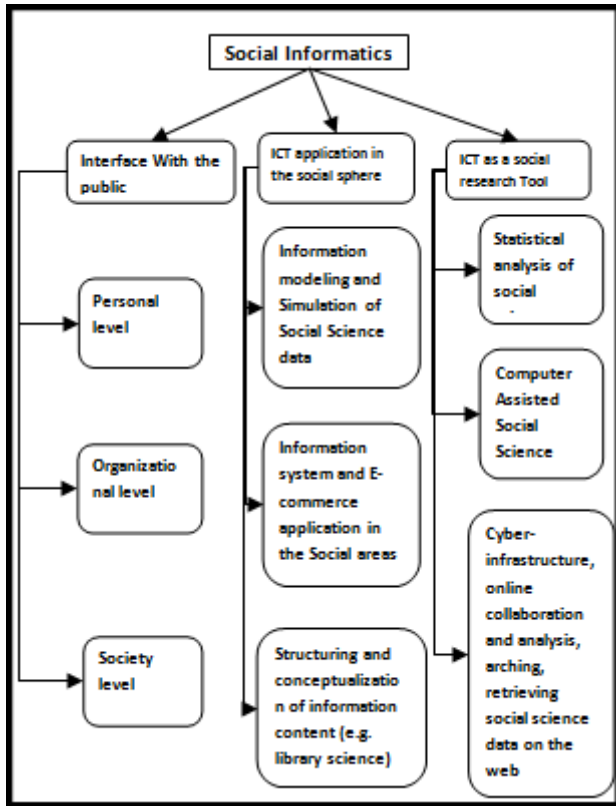 Social Informatics
Interface With the
public
ICT application in
the social sphere
ICT as a social
research Tool
Personal
level
Organizatio
nal level
Society
level
Information
modeling and
Simulation of
Social Science
data
Information
system and E-
commerce
application in
the Social areas
Structuring and
conceptualizatio
n of information
content (e.g.
library science)
Statistical
analysis of
social
Computer
Assisted
Social
Science
Cyber-
infrastructure,
online
collaboration
and analysis,
arching,
retrieving
social science
data on the
web